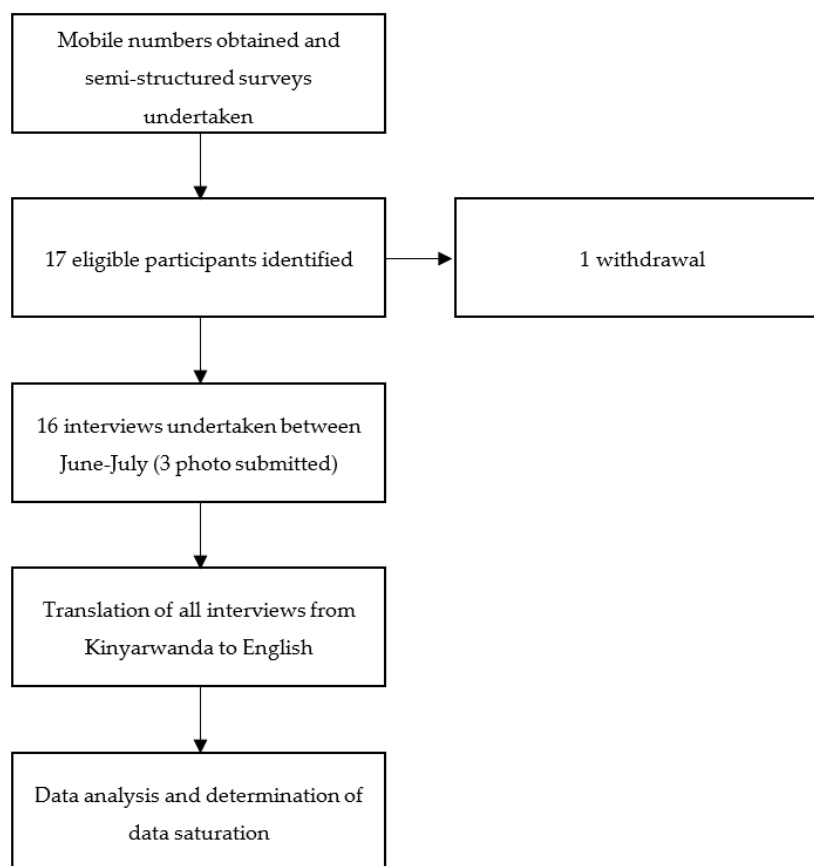 Mobile numbers obtained and
semi-structured surveys
undertaken
17 eligible participants identified
1 withdrawal
16 interviews undertaken between
June-July (3 photo submitted)
Translation of all interviews from
Kinyarwanda to English
Data analysis and determination of
data saturation